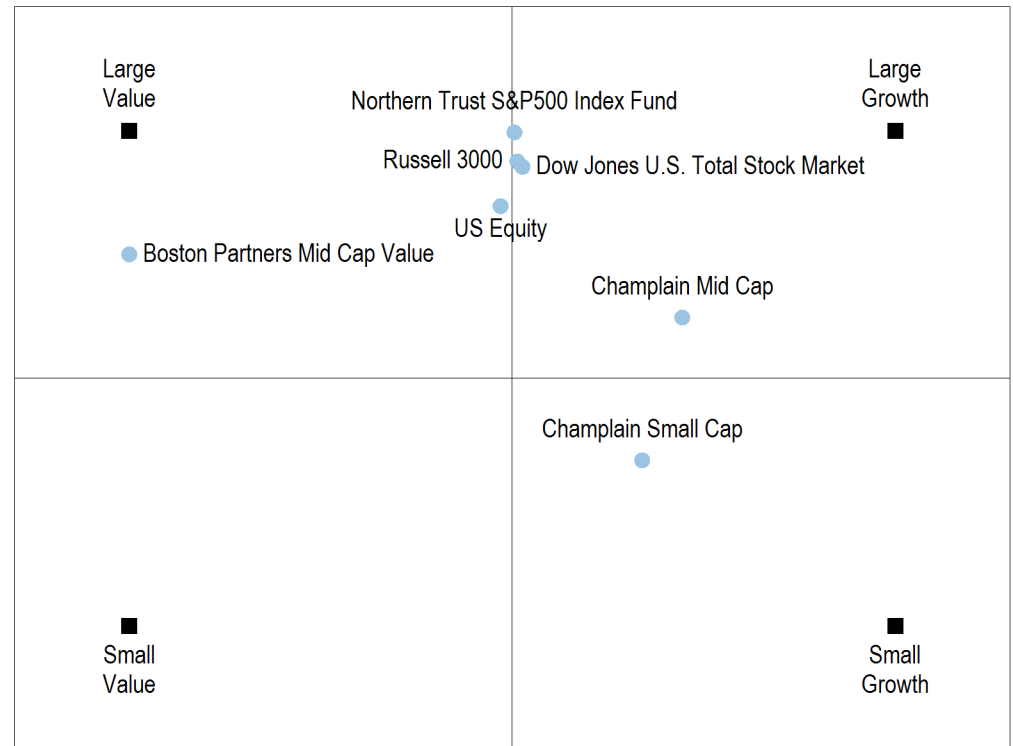 Large
Value
Large
Growth
Northern Trust S&P500 Index Fund
Russell 3000
Dow Jones U.S. Total Stock Market
US Equity
Boston Partners Mid Cap Value
Champlain Mid Cap
Champlain Small Cap
Small
Value
Small
Growth